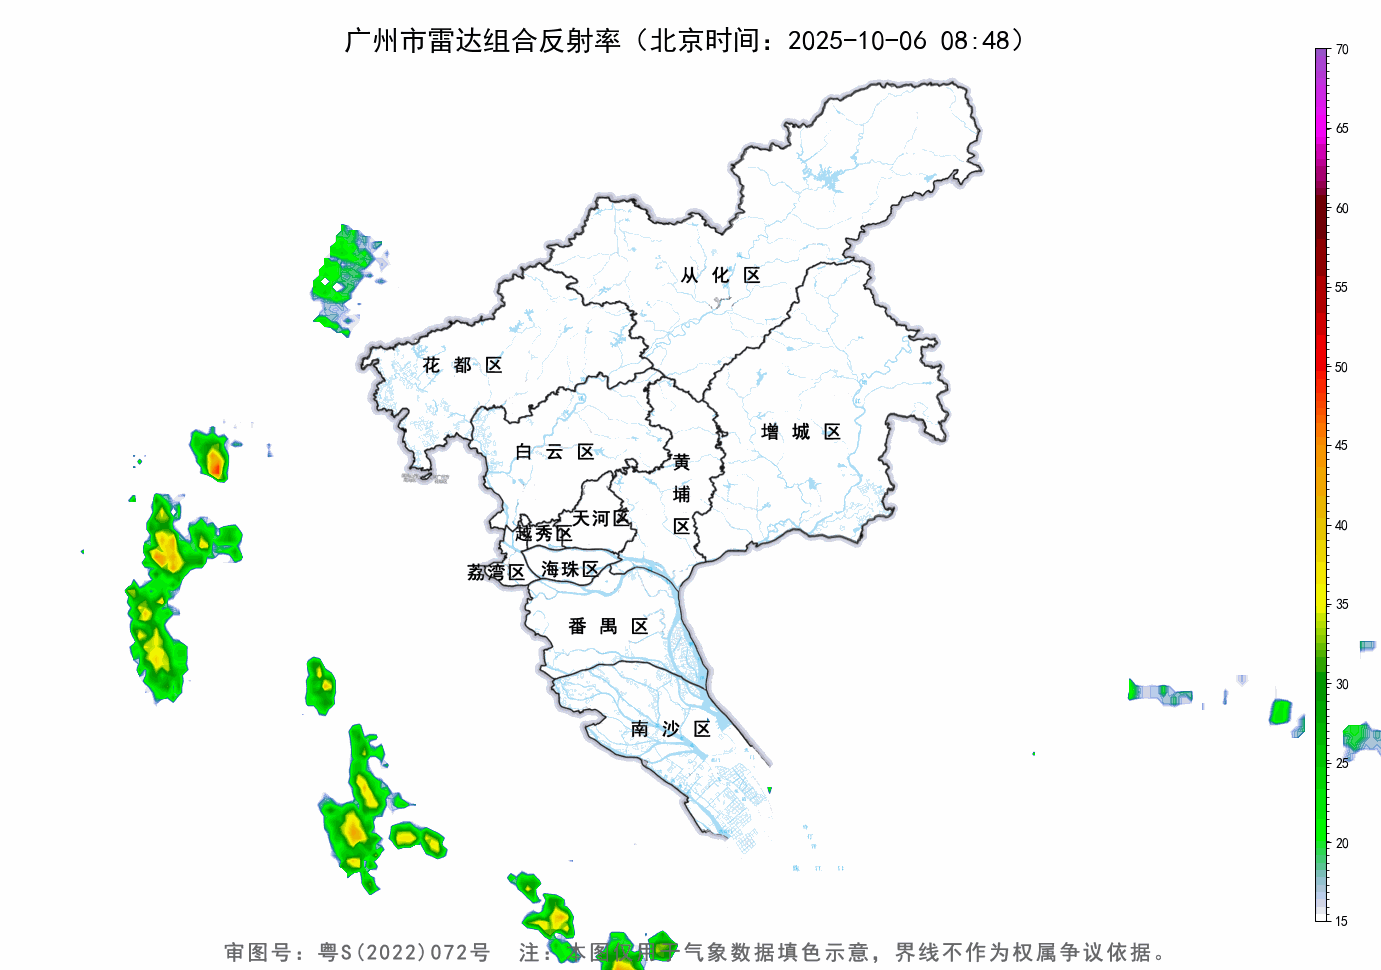 广州市雷达组合反射率（北京时间：2025-10-06 08:48）
70
65
60
55
50
45
40
35
30
25
20
15
从化区
花都区
增城区
白云区
黄埔区
天河区
越秀区
荔湾区
海珠区
番禺区
南沙区
审图号：粤S(2022)072号 注：本图仅用于气象数据填色示意，界线不作为权属争议依据。